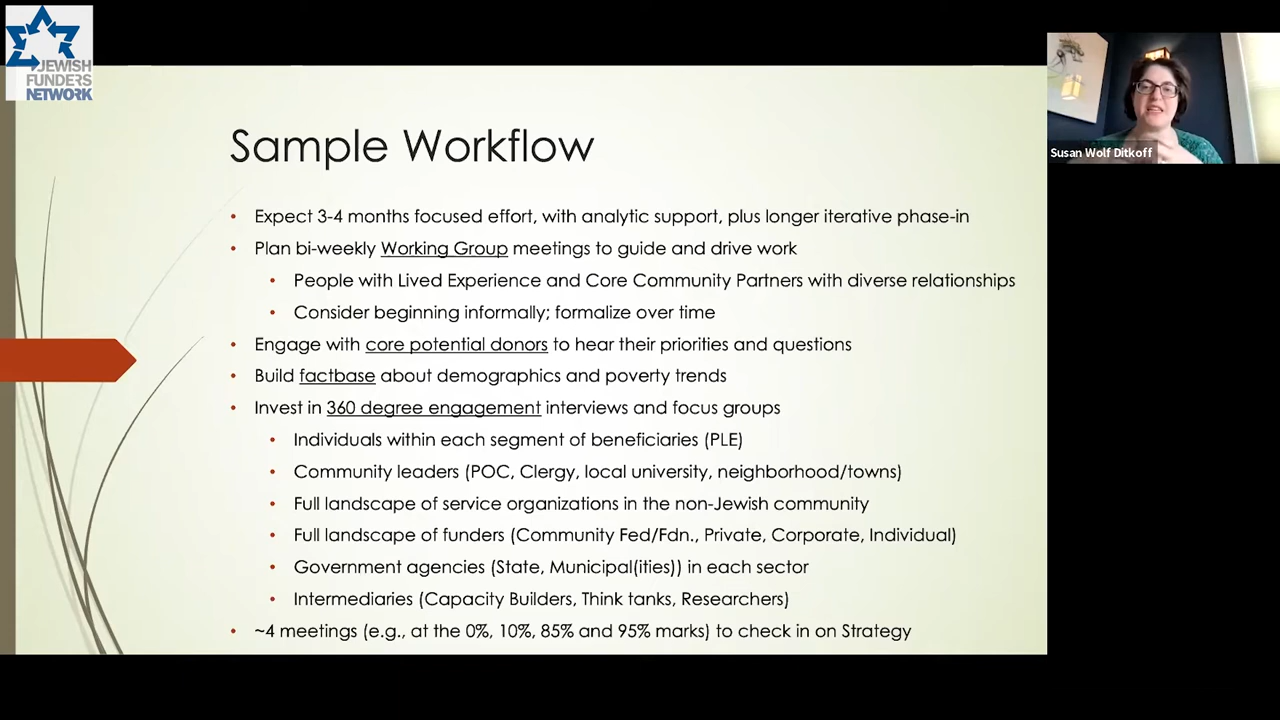 JEWISH
FUNDERS
NETWORK
Susan Wolf Ditkoff
Sample Workflow
• Expect 3-4 months focused effort, with analytic support, plus longer iterative phase-in
• Plan bi-weekly Working Group meetings to guide and drive work
• People with Lived Experience and Core Community Partners with diverse relationships
• Consider beginning informally; formalize over time
• Engage with core potential donors to hear their priorities and questions
• Build factbase about demographics and poverty trends
• Invest in 360 degree engagement interviews and focus groups
• Individuals within each segment of beneficiaries (PLE)
• Community leaders (POC, Clergy, local university, neighborhood/towns)
• Full landscape of service organizations in the non-Jewish community
• Full landscape of funders (Community Fed/Fdn., Private, Corporate, Individual)
• Government agencies (State, Municipal(ities)) in each sector
• Intermediaries (Capacity Builders, Think tanks, Researchers)
• ~4 meetings (e.g., at the 0%, 10%, 85% and 95% marks) to check in on Strategy